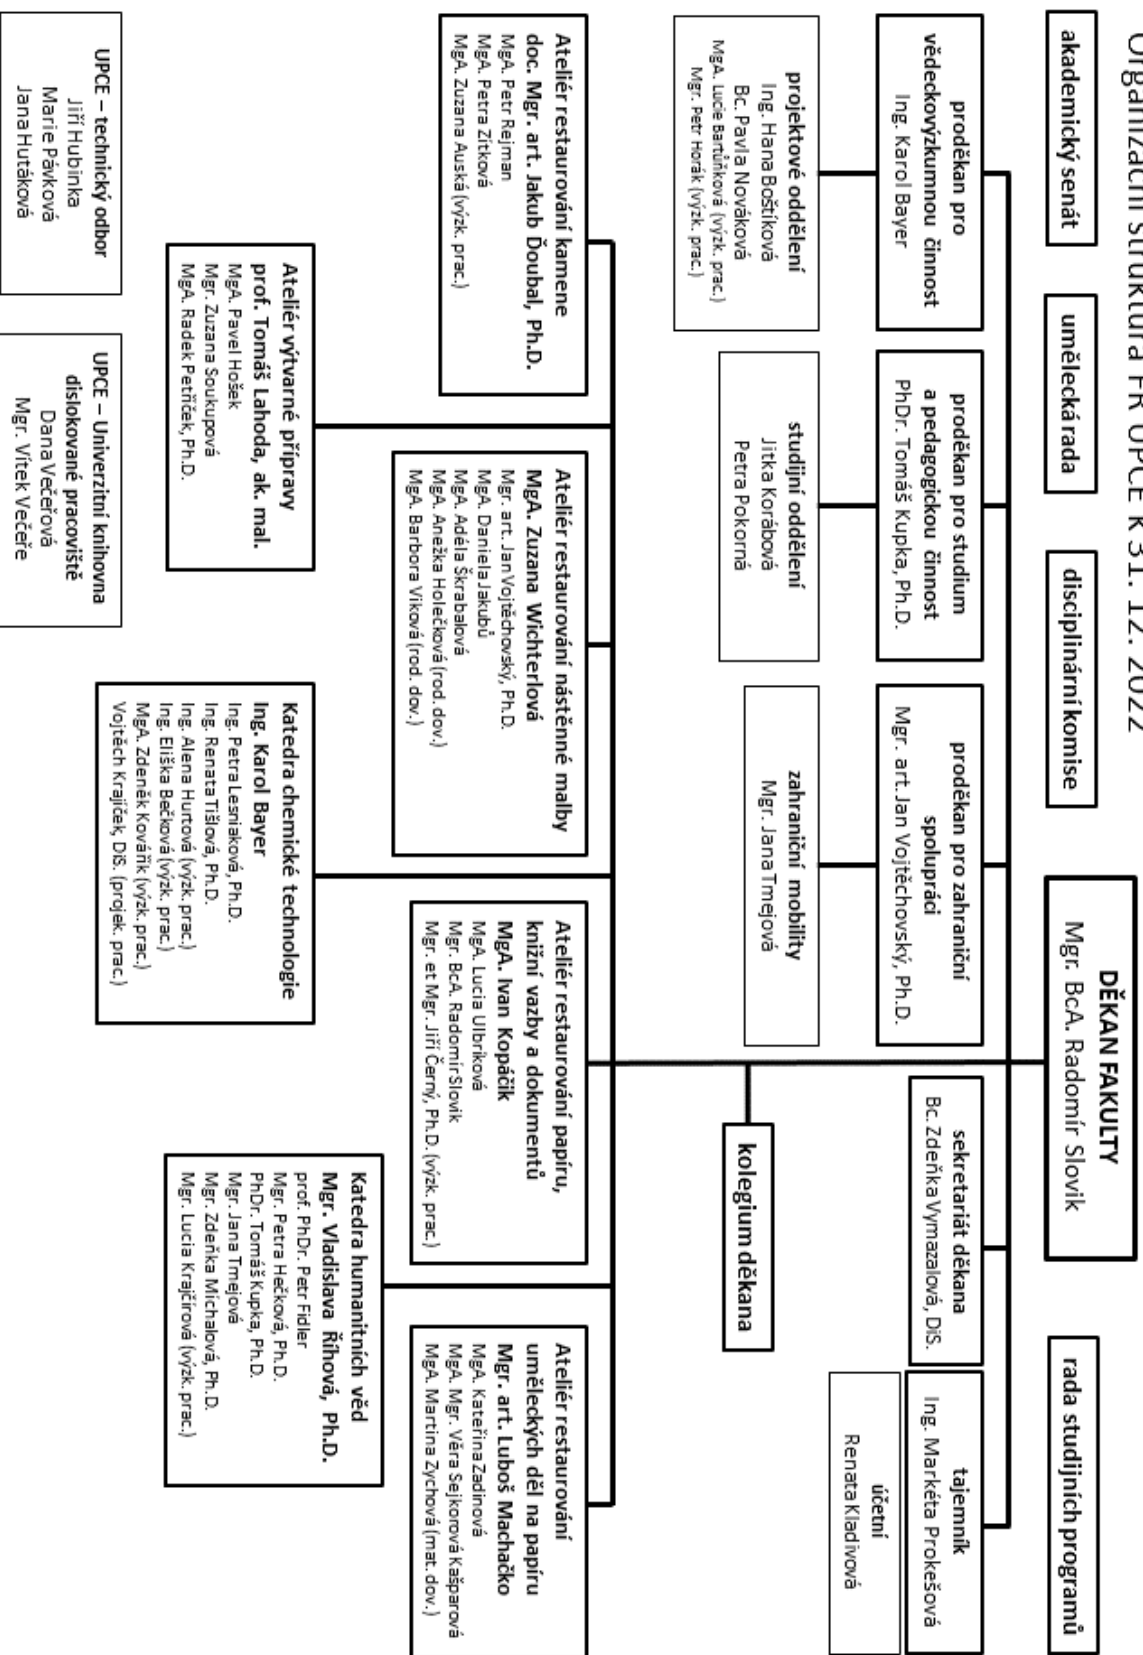 Organizační struktura FR UPCE k 31. 12. 2022
akademický senát
umělecká rada
disciplinární komise
DĚKAN FAKULTY
Mgr. BcA. Radomír Slovik
rada studijních programů
proděkan pro
vědeckovýzkumnou činnost
Ing. Karol Bayer
proděkan pro studium
a pedagogickou činnost
PhDr. Tomáš Kupka, Ph.D.
proděkan pro zahraniční
spolupráci
Mgr. art. Jan Vojtěchovský, Ph.D.
sekretariát děkana
Bc. Zdeňka Vymazalová, DiS.
tajemník
Ing. Markéta Prokešová
projektové oddělení
Ing. Hana Boštíková
Bc. Pavla Nováková
MgA. Lucie Bartůňková (výzk. prac.)
Mgr. Petr Horák (výzk. prac.)
studijní oddělení
Jitka Korábová
Petra Pokorná
zahraniční mobility
Mgr. Jana Tmejová
účetní
Renata Kladivová
kolegium děkana
Ateliér restaurování kamene
doc. Mgr. art. Jakub Ďoubal, Ph.D.
MgA. Petr Rejman
MgA. Petra Zítková
MgA. Zuzana Auská (výzk. prac.)
Ateliér restaurování nástěnné malby
MgA. Zuzana Wichterlová
Mgr. art. Jan Vojtěchovský, Ph.D.
MgA. Daniela Jakubů
MgA. Adéla Škrabalová
MgA. Anežka Holečková (rod. dov.)
MgA. Barbora Viková (rod. dov.)
Ateliér restaurování papíru,
knižní vazby a dokumentů
MgA. Ivan Kopáčik
MgA. Lucia Ulbriková
Mgr. BcA. Radomír Slovik
Mgr. et Mgr. Jiří Černý, Ph.D. (výzk. prac.)
Ateliér restaurování
uměleckých děl na papíru
Mgr. art. Luboš Machačko
MgA. Kateřina Zadinová
MgA. Mgr. Věra Sejkorová Kašparová
MgA. Martina Zychová (mat. dov.)
Ateliér výtvarné přípravy
prof. Tomáš Lahoda, ak. mal.
MgA. Pavel Hošek
Mgr. Zuzana Soukupová
MgA. Radek Petříček, Ph.D.
Katedra chemické technologie
Ing. Karol Bayer
Ing. Petra Lesniaková, Ph.D.
Ing. Renata Tišlová, Ph.D.
Ing. Alena Hurtová (výzk. prac.)
Ing. Eliška Bečková (výzk. prac.)
MgA. Zdeněk Kovářík (výzk. prac.)
Vojtěch Krajíček, DiS. (projek. prac.)
Katedra humanitních věd
Mgr. Vladislava Říhová, Ph.D.
prof. PhDr. Petr Fidler
Mgr. Petra Hečková, Ph.D.
PhDr. Tomáš Kupka, Ph.D.
Mgr. Jana Tmejová
Mgr. Zdeňka Míchalová, Ph.D.
Mgr. Lucia Krajčírová (výzk. prac.)
UPCE – technický odbor
Jiří Hubinka
Marie Pávková
Jana Hutáková
UPCE – Univerzitní knihovna
dislokované pracoviště
Dana Večeřová
Mgr. Vítek Večeře